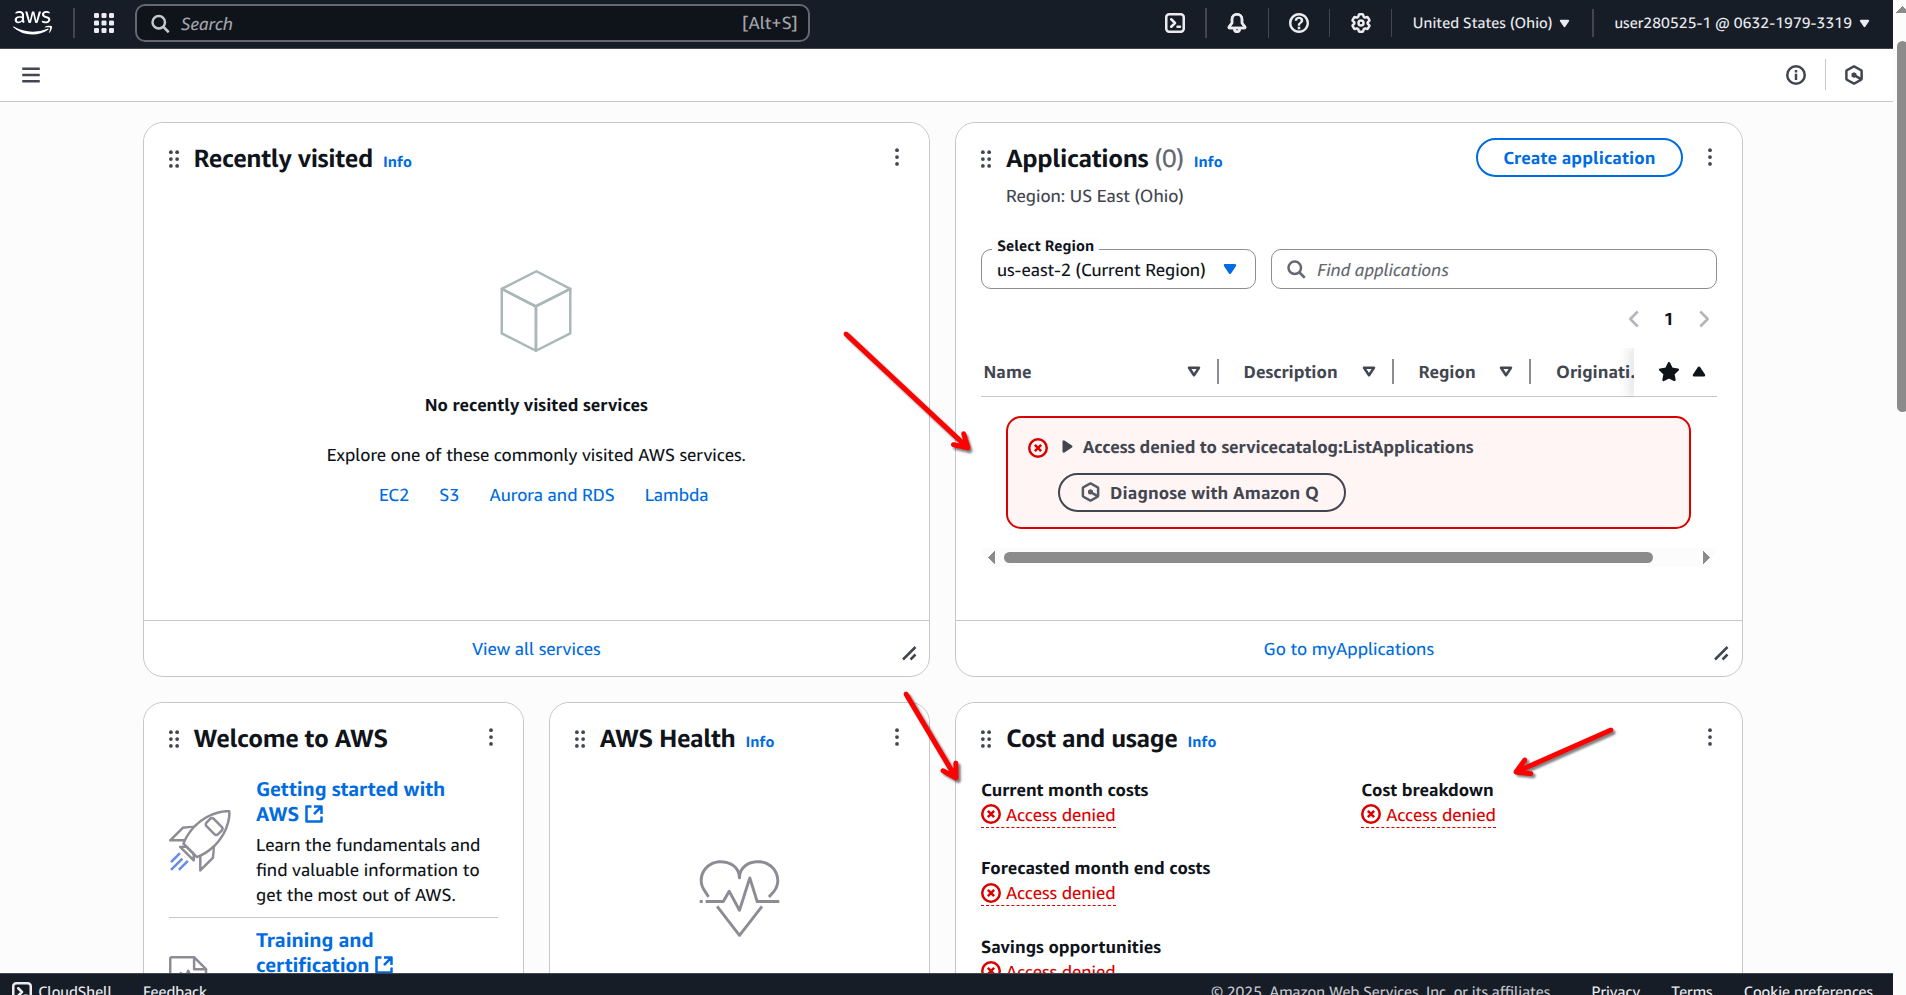 aws
Search
[Alt+S]
United States (Ohio)
user280525-1 @ 0632-1979-3319
Recently visited Info
No recently visited services
Explore one of these commonly visited AWS services.
EC2 S3 Aurora and RDS Lambda
View all services
Applications (0) Info
Create application
Region: US East (Ohio)
Select Region
us-east-2 (Current Region)
Find applications
1
Name Description Region Originati.
Access denied to servicecatalog:ListApplications
Diagnose with Amazon Q
Go to myApplications
Welcome to AWS
Getting started with
AWS
Learn the fundamentals and
find valuable information to
get the most out of AWS.
Training and
certification
AWS Health Info
Cost and usage Info
Current month costs
Access denied
Cost breakdown
Access denied
Forecasted month end costs
Access denied
Savings opportunities
Access denied
CloudShell Feedback
© 2025, Amazon Web Services, Inc. or its affiliates.
Privacy Terms Cookie preferences